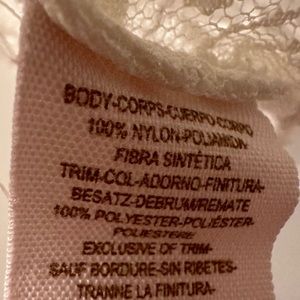 BODY-CORPS-CUERPO-CORPO
100% NYLON-POLIAMIDA-
FIBRA SINTÉTICA
TRIM-COL-ADORNO-FINITURA-
BESATZ-DEBRUM/REMATE
100% POLYESTER-POLIÉSTER-
POLIESTERE
EXCLUSIVE OF TRIM-
SAUF BORDURE-SIN RIBETES-
TRANNE LA FINITURA-